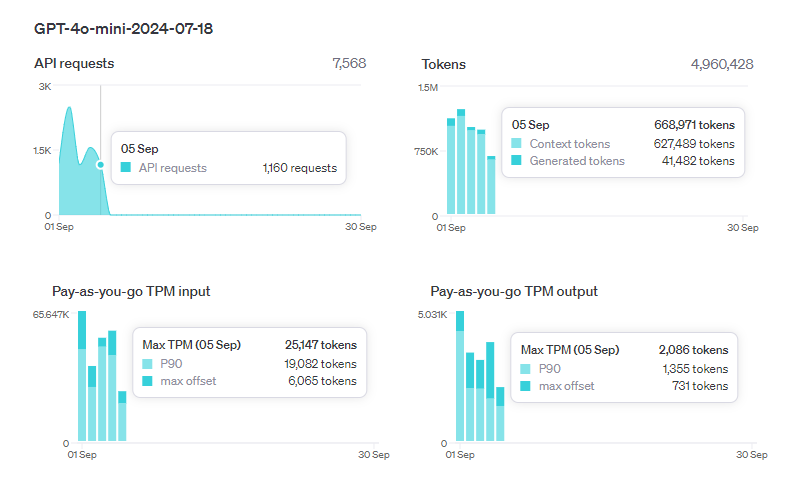 GPT-4o-mini-2024-07-18
API requests 7,568
3K
1.5K
0
01 Sep 30 Sep
05 Sep
API requests 1,160 requests
Tokens 4,960,428
1.5M
750K
0
01 Sep 30 Sep
05 Sep 668,971 tokens
Context tokens 627,489 tokens
Generated tokens 41,482 tokens
Pay-as-you-go TPM input
65.647K
0
01 Sep 30 Sep
Max TPM (05 Sep) 25,147 tokens
P90 19,082 tokens
max offset 6,065 tokens
Pay-as-you-go TPM output
5.031K
0
01 Sep 30 Sep
Max TPM (05 Sep) 2,086 tokens
P90 1,355 tokens
max offset 731 tokens